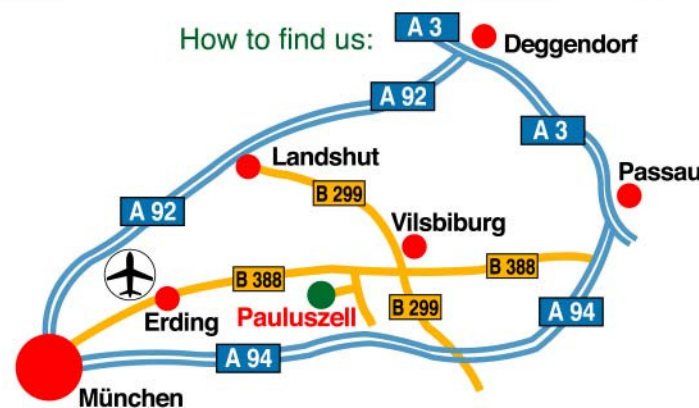 How to find us:
A 3
Deggendorf
A 92
A 3
Landshut
Passau
B 299
A 92
Vilsbiburg
B 388
B 388
Erding
Pauluszell
B 299
A 94
A 94
München